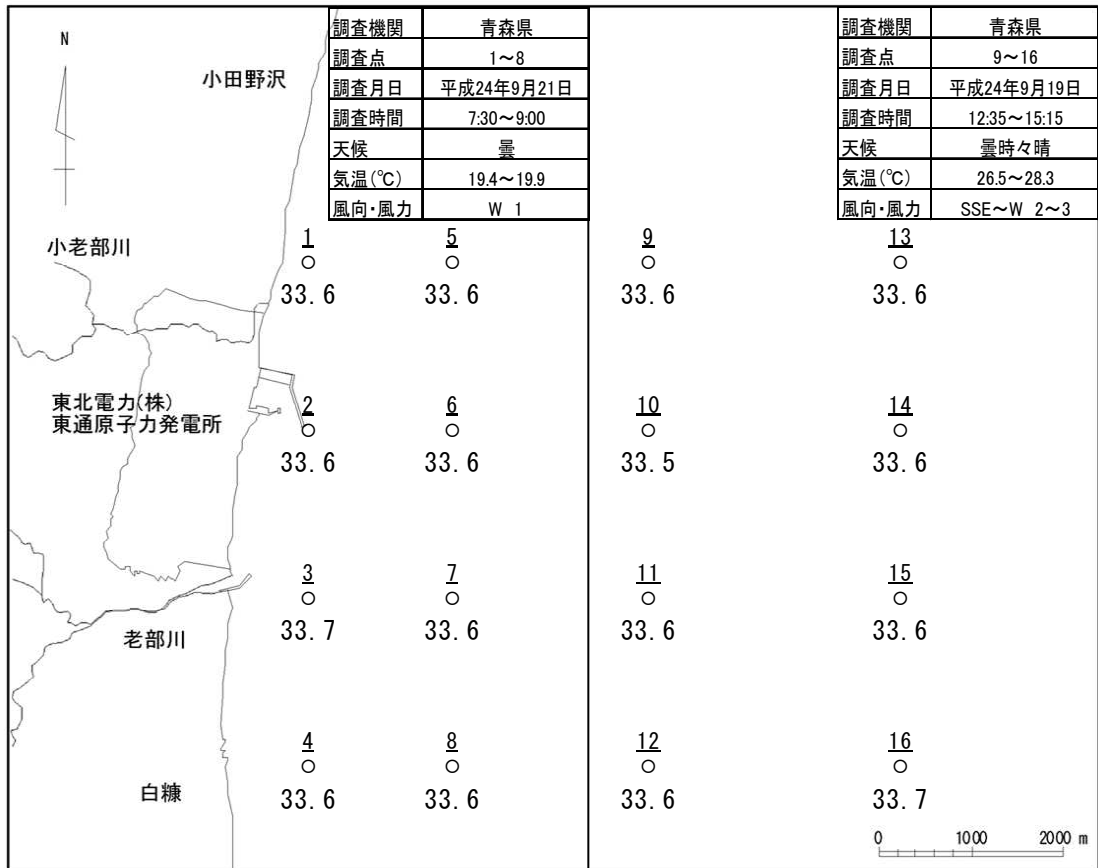 N
小田野沢
調査機関 青森県
調査点 1～8
調査月日 平成24年9月21日
調査時間 7:30～9:00
天候 曇
気温(℃) 19.4～19.9
風向・風力 W 1
調査機関 青森県
調査点 9～16
調査月日 平成24年9月19日
調査時間 12:35～15:15
天候 曇時々晴
気温(℃) 26.5～28.3
風向・風力 SSE～W 2～3
小老部川
1 5 9 13
33.6 33.6 33.6 33.6
東北電力(株)
東通原子力発電所
2 6 10 14
33.6 33.6 33.5 33.6
3 7 11 15
33.7 33.6 33.6 33.6
老部川
4 8 12 16
白糠
33.6 33.6 33.6 33.7
0 1000 2000 m